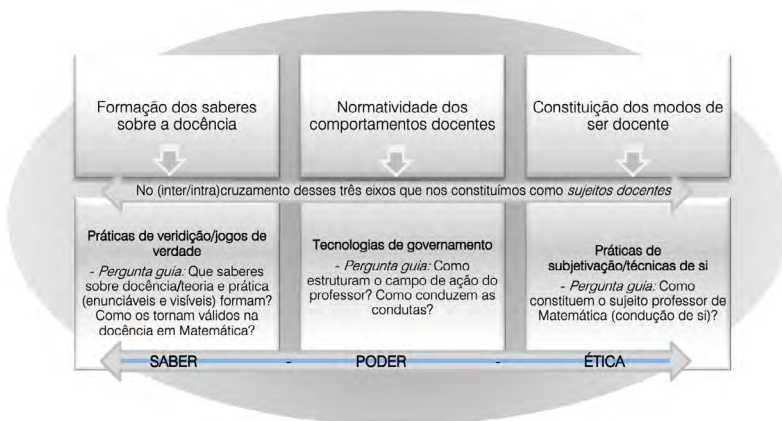 Formação dos saberes
sobre a docência
Normatividade dos
comportamentos docentes
Constituição dos modos de
ser docente
No (inter/intra)cruzamento desses três eixos que nos constituímos como sujeitos docentes
Práticas de veridição/jogos de
verdade
- Pergunta guia: Que saberes
sobre docência/teoria e prática
(enunciáveis e visíveis) formam?
Como os tornam válidos na
docência em Matemática?
Tecnologias de governamento
- Pergunta guia: Como
estruturam o campo de ação do
professor? Como conduzem as
condutas?
Práticas de
subjetivação/técnicas de si
- Pergunta guia: Como
constituem o sujeito professor de
Matemática (condução de si)?
SABER - PODER - ÉTICA